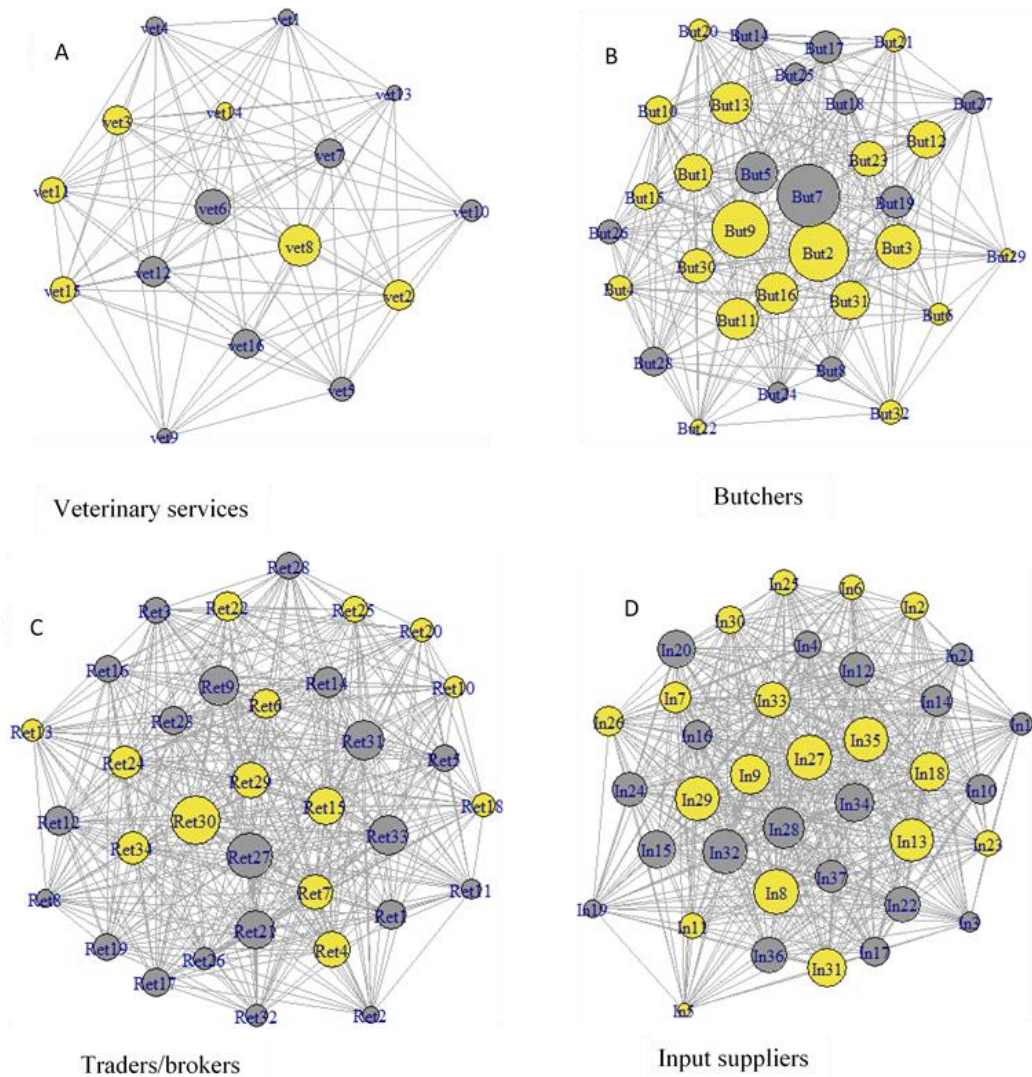 A
vet4
vet1
vet13
vet14
vet3
vet7
vet11
vet6
vet10
vet8
vet12
vet15
vet2
vet16
vet5
vet9
Veterinary services
B
But20
But14
But17
But21
But25
But13
But18
But27
But10
But12
But23
But1
But5
But7
But15
But19
But26
But9
But2
But3
But29
But30
But4
But16
But31
But11
But6
But28
But8
But24
But32
But22
Butchers
C
Ret28
Ret3
Ret22
Ret25
Ret20
Ret16
Ret9
Ret14
Ret10
Ret6
Ret23
Ret13
Ret31
Ret5
Ret24
Ret29
Ret15
Ret18
Ret12
Ret30
Ret34
Ret33
Ret27
Ret8
Ret7
Ret11
Ret1
Ret21
Ret19
Ret4
Ret26
Ret17
Ret32
Ret2
Traders/brokers
D
In25
In6
In2
In30
In4
In21
In20
In12
In7
In33
In14
In26
In16
In35
In1
In27
In9
In18
In24
In29
In10
In34
In28
In15
In32
In13
In23
In37
In8
In19
In22
In11
In3
In36
In17
In31
In5
Input suppliers